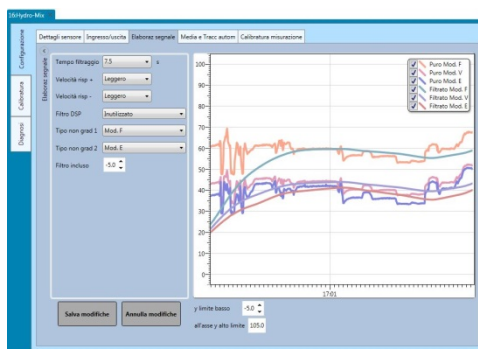 16:Hydro-Mix
Configurazione
Calibratura
Diagnosi
Dettagli sensore
Ingresso/uscita
Elaboraz segnale
Media e Tracc autom
Calibratura misurazione
<
Elaboraz segnale
Tempo filtraggio 7.5 s
Velocità risp + Leggero
Velocità risp - Leggero
Filtro DSP Inutilizzato
Tipo non grad 1 Mod. F
Tipo non grad 2 Mod. E
Filtro incluso -5.0
Salva modifiche
Annulla modifiche
100
90
80
70
60
50
40
30
20
10
0
17:01
Puro Mod. F
Puro Mod. V
Puro Mod. E
Filtrato Mod. F
Filtrato Mod. V
Filtrato Mod. E
y limite basso -5.0
all'asse y alto limite 105.0